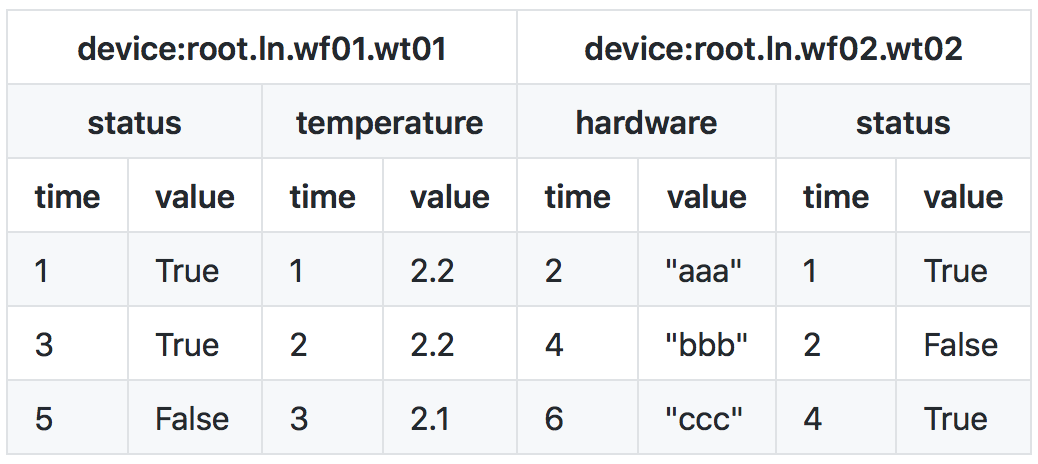 device:root.ln.wf01.wt01 device:root.ln.wf02.wt02
status temperature hardware status
time value time value time value time value
1 True 1 2.2 2 "aaa" 1 True
3 True 2 2.2 4 "bbb" 2 False
5 False 3 2.1 6 "ccc" 4 True